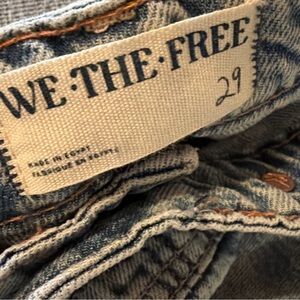 WE·THE·FREE
29
MADE IN EGYPT
FABRIQUÉ EN EGYPTE